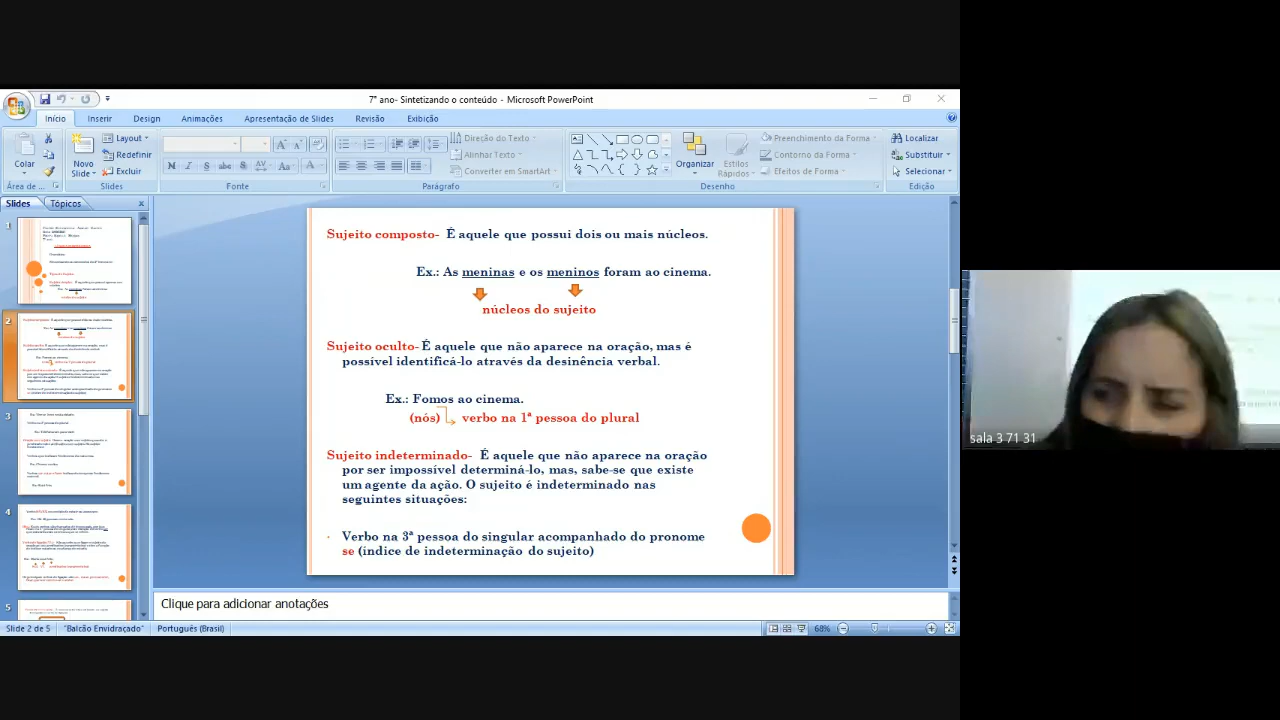 7° ano- Sintetizando o conteúdo - Microsoft PowerPoint
Início Inserir Design Animações Apresentação de Slides Revisão Exibição
Colar
Novo Slide
Layout
Redefinir
Excluir
Direção do Texto
Alinhar Texto
Converter em SmartArt
Organizar
Estilos Rápidos
Preenchimento da Forma
Contorno da Forma
Efeitos de Forma
Localizar
Substituir
Selecionar
Área de ... Slides Fonte Parágrafo Desenho Edição
Slides Tópicos
1
2
3
4
5
Sujeito composto- É aquele que possui dois ou mais núcleos.
Ex.: As meninas e os meninos foram ao cinema.
núcleos do sujeito
Sujeito oculto- É aquele que não aparece na oração, mas é
possível identificá-lo através da desinência verbal.
Ex.: Fomos ao cinema.
(nós) verbo na 1ª pessoa do plural
Sujeito indeterminado- É aquele que não aparece na oração
por ser impossível determiná-lo, mas, sabe-se que existe
um agente da ação. O sujeito é indeterminado nas
seguintes situações:
Verbo na 3ª pessoa do singular acompanhado do pronome
se (índice de indeterminação do sujeito)
Clique para adicionar anotações
Slide 2 de 5 "Balcão Envidraçado" Português (Brasil) 68%
sala 3 71 31